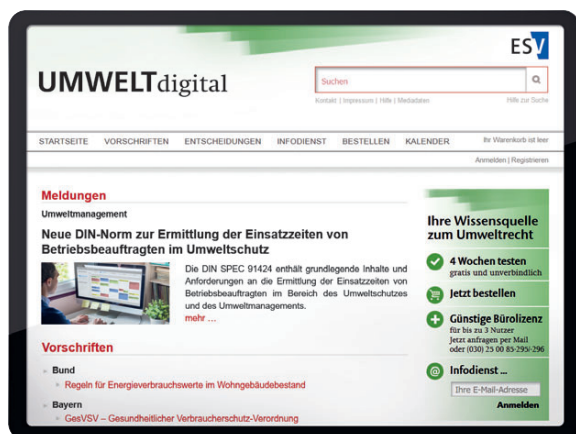 ESV
UMWELTdigital
Suchen
Kontakt | Impressum | Hilfe | Mediadaten
Hilfe zur Suche
STARTSEITE VORSCHRIFTEN ENTSCHEIDUNGEN INFODIENST BESTELLEN KALENDER
Ihr Warenkorb ist leer
Anmelden | Registrieren
Meldungen
Umweltmanagement
Neue DIN-Norm zur Ermittlung der Einsatzzeiten von
Betriebsbeauftragten im Umweltschutz
Die DIN SPEC 91424 enthält grundlegende Inhalte und
Anforderungen an die Ermittlung der Einsatzzeiten von
Betriebsbeauftragten im Bereich des Umweltschutzes
und des Umweltmanagements.
mehr ...
Vorschriften
Bund
Regeln für Energieverbrauchswerte im Wohngebäudebestand
Bayern
GesVSV – Gesundheitlicher Verbraucherschutz-Verordnung
Ihre Wissensquelle
zum Umweltrecht
4 Wochen testen
gratis und unverbindlich
Jetzt bestellen
Günstige Bürolizenz
für bis zu 3 Nutzer
Jetzt anfragen per Mail
oder (030) 25 00 85-295/-296
@ Infodienst ...
Ihre E-Mail-Adresse
Anmelden